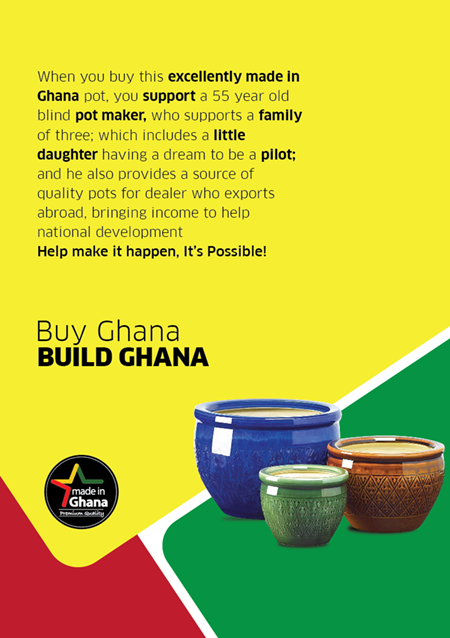 When you buy this excellently made in
Ghana pot, you support a 55 year old
blind pot maker, who supports a family
of three; which includes a little
daughter having a dream to be a pilot;
and he also provides a source of
quality pots for dealer who exports
abroad, bringing income to help
national development
Help make it happen, It's Possible!
Buy Ghana
BUILD GHANA
made in
Ghana
Premium Quality